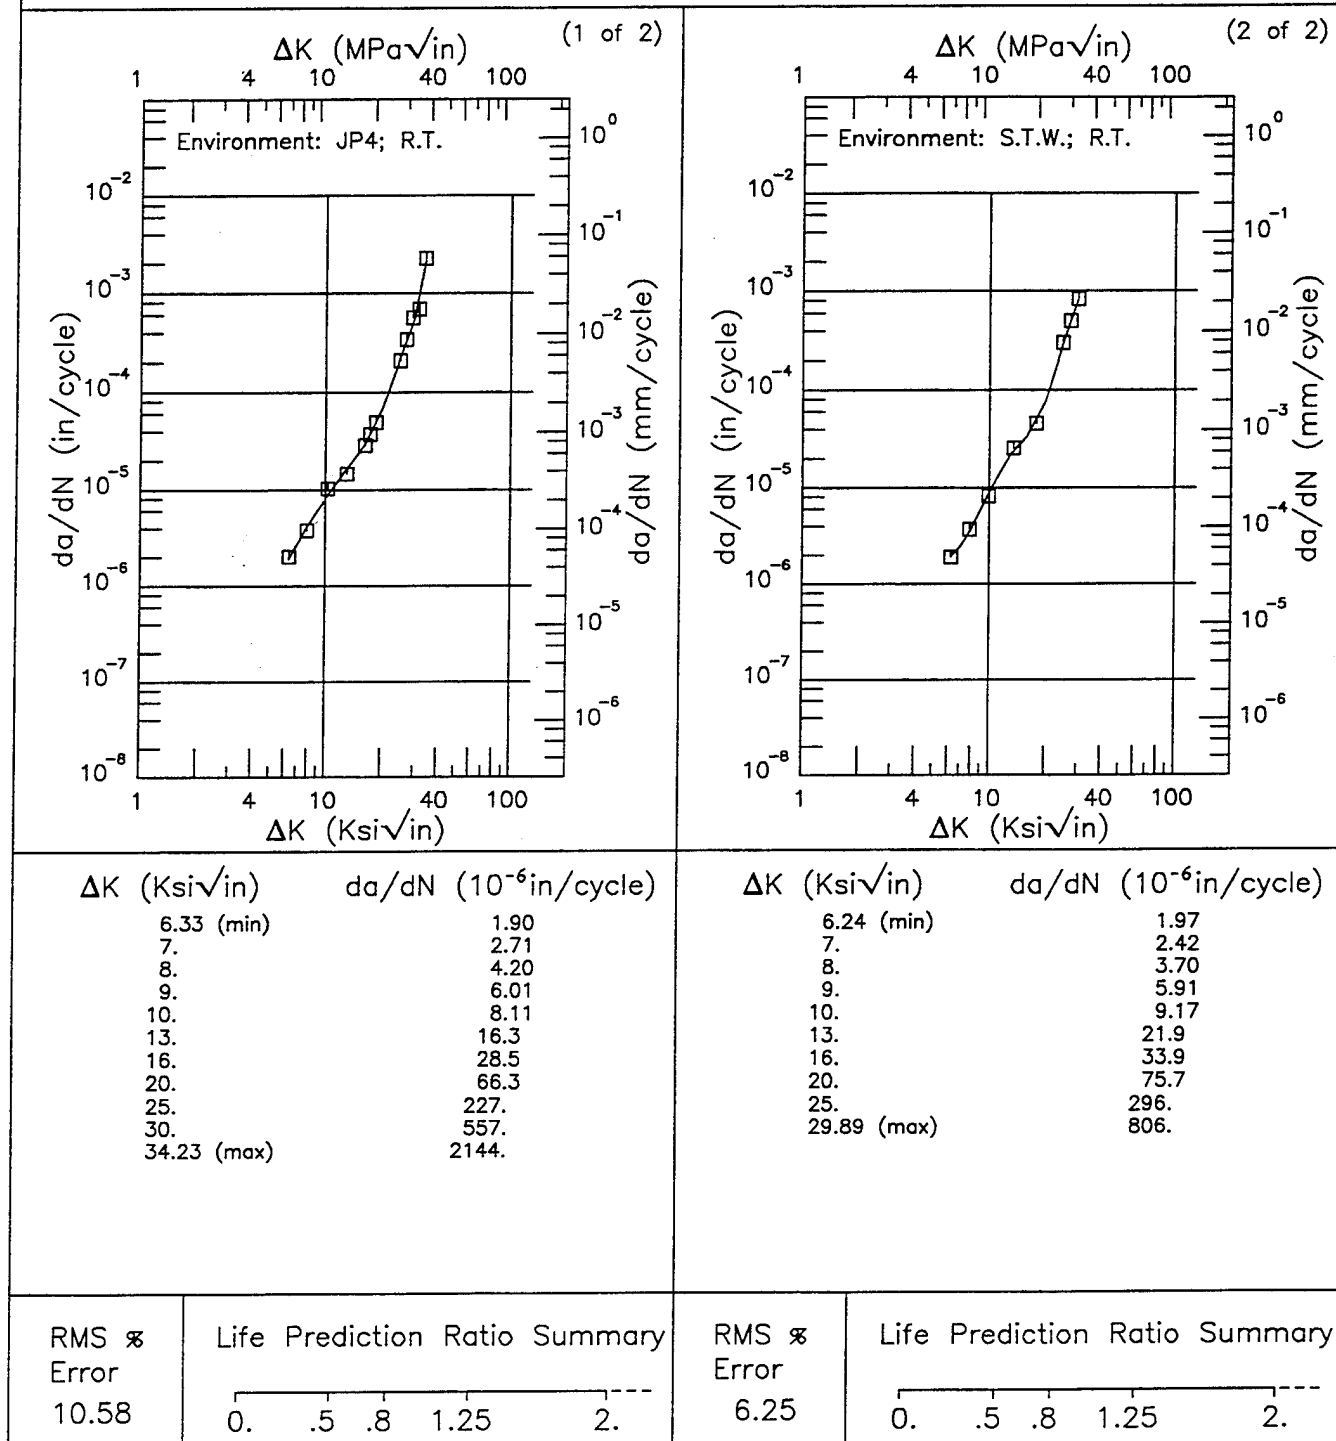 (1 of 2)
ΔK (MPa√in)
1 4 10 40 100
Environment: JP4; R.T.
da/dN (in/cycle)
10⁻²
10⁻³
10⁻⁴
10⁻⁵
10⁻⁶
10⁻⁷
10⁻⁸
da/dN (mm/cycle)
10⁰
10⁻¹
10⁻²
10⁻³
10⁻⁴
10⁻⁵
10⁻⁶
1 4 10 40 100
ΔK (Ksi√in)
(2 of 2)
ΔK (MPa√in)
1 4 10 40 100
Environment: S.T.W.; R.T.
da/dN (in/cycle)
10⁻²
10⁻³
10⁻⁴
10⁻⁵
10⁻⁶
10⁻⁷
10⁻⁸
da/dN (mm/cycle)
10⁰
10⁻¹
10⁻²
10⁻³
10⁻⁴
10⁻⁵
10⁻�6
1 4 10 40 100
ΔK (Ksi√in)
ΔK (Ksi√in) da/dN (10⁻⁶in/cycle)
6.33 (min) 1.90
7. 2.71
8. 4.20
9. 6.01
10. 8.11
13. 16.3
16. 28.5
20. 66.3
25. 227.
30. 557.
34.23 (max) 2144.
ΔK (Ksi√in) da/dN (10⁻⁶in/cycle)
6.24 (min) 1.97
7. 2.42
8. 3.70
9. 5.91
10. 9.17
13. 21.9
16. 33.9
20. 75.7
25. 296.
29.89 (max) 806.
RMS %
Error
10.58
Life Prediction Ratio Summary
0. .5 .8 1.25 2.
RMS %
Error
6.25
Life Prediction Ratio Summary
0. .5 .8 1.25 2.